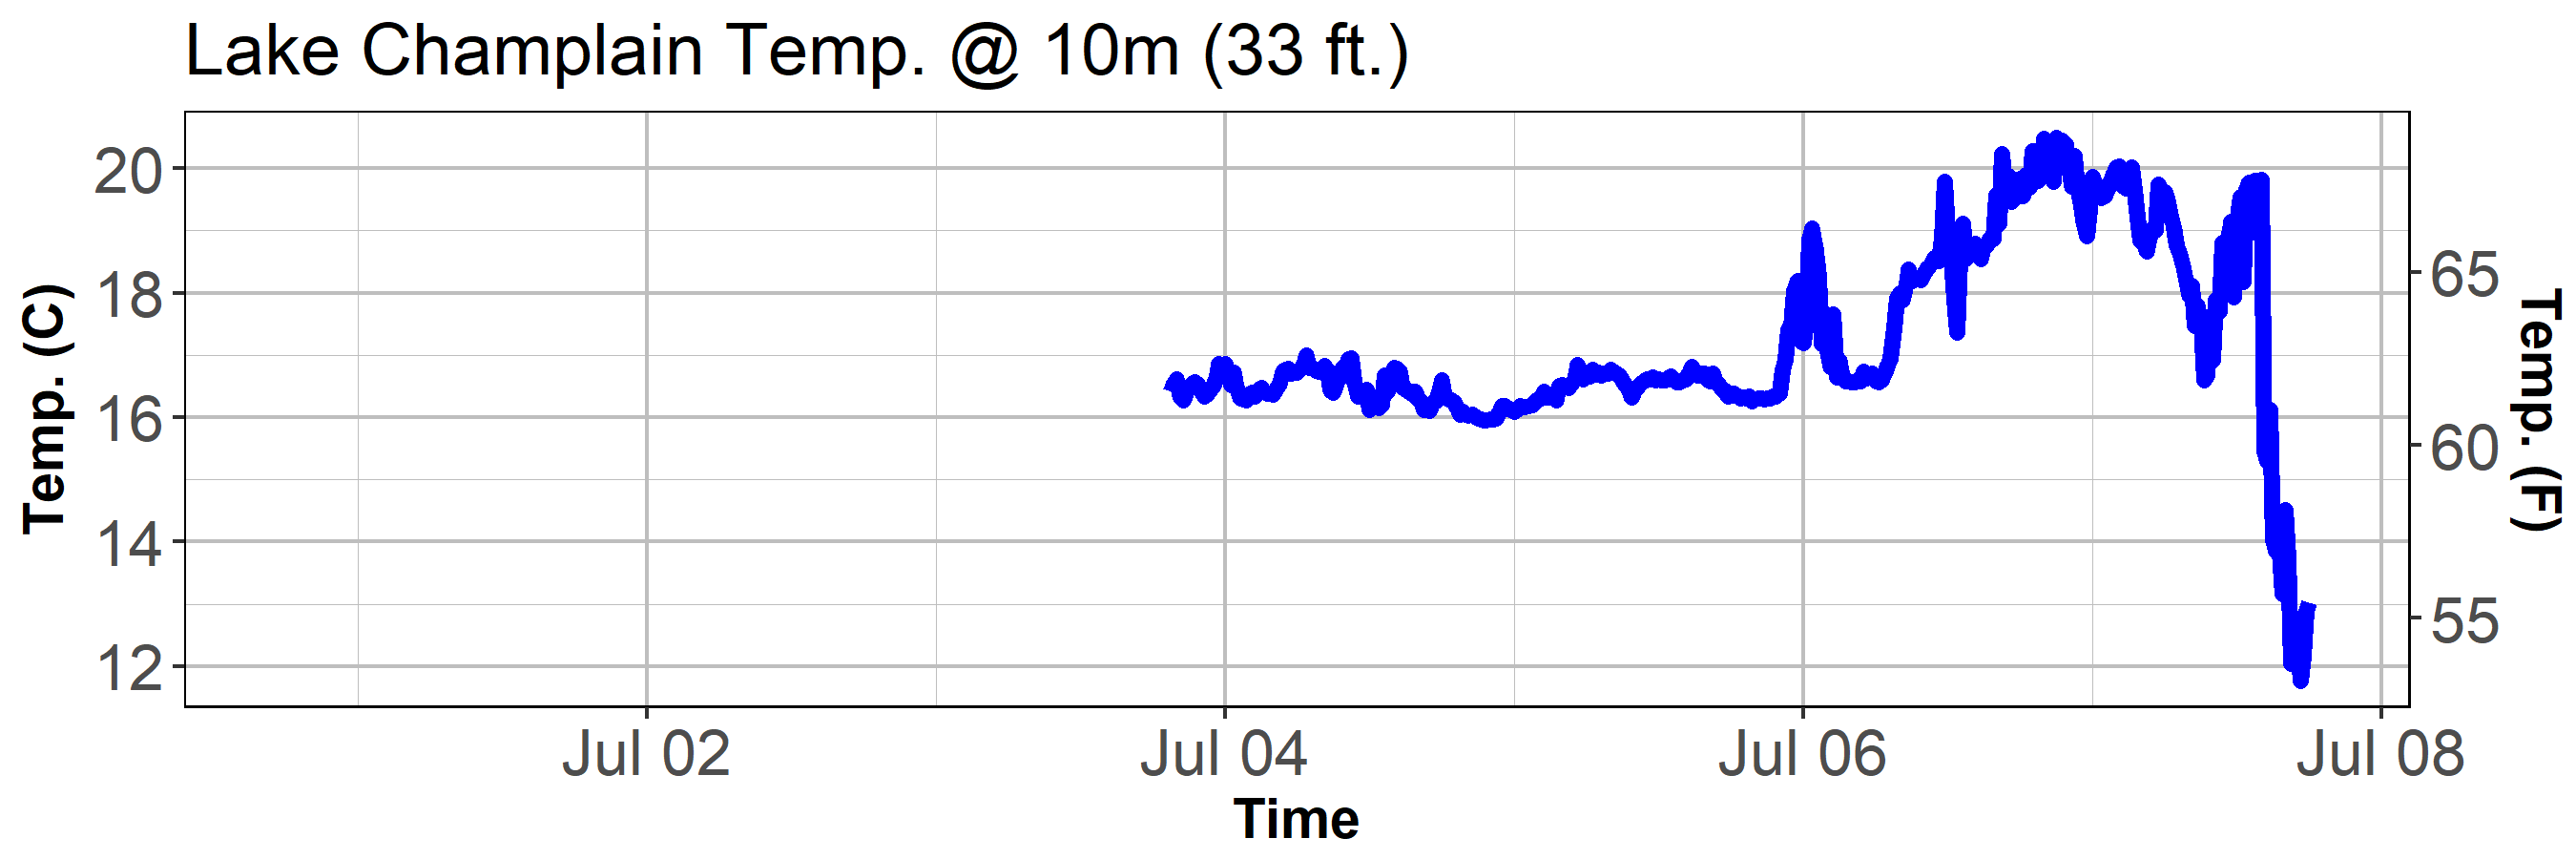 Lake Champlain Temp. @ 10m (33 ft.)
Temp. (C)
20
18
16
14
12
65
60
55
Temp. (F)
Jul 02
Jul 04
Jul 06
Jul 08
Time